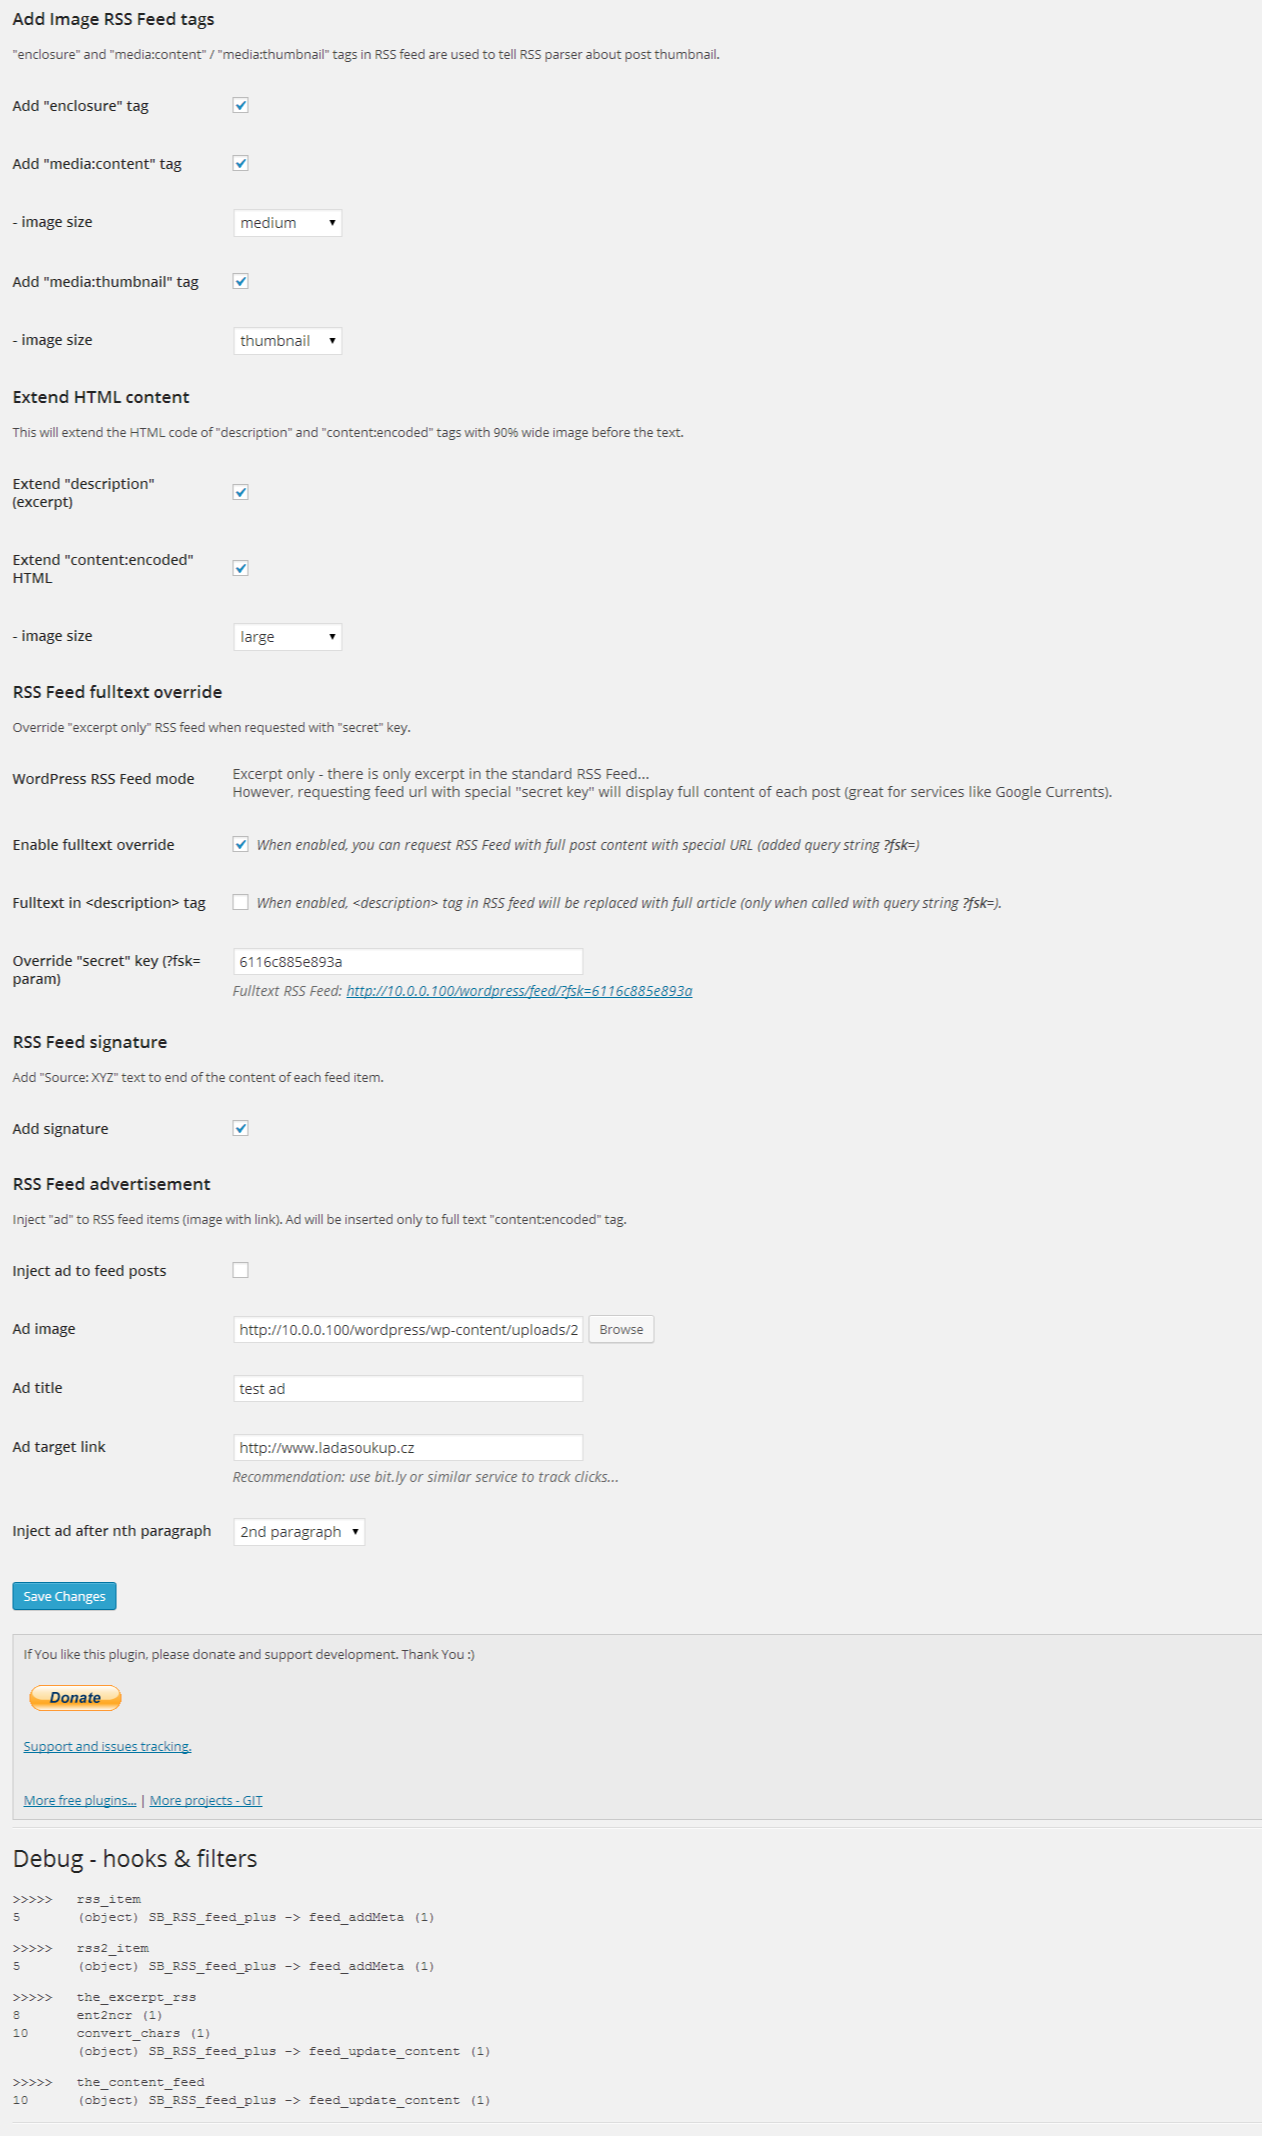 Add Image RSS Feed tags
"enclosure" and "media:content" / "media:thumbnail" tags in RSS feed are used to tell RSS parser about post thumbnail.
Add "enclosure" tag
Add "media:content" tag
- image size medium
Add "media:thumbnail" tag
- image size thumbnail
Extend HTML content
This will extend the HTML code of "description" and "content:encoded" tags with 90% wide image before the text.
Extend "description"
(excerpt)
Extend "content:encoded"
HTML
- image size large
RSS Feed fulltext override
Override "excerpt only" RSS feed when requested with "secret" key.
WordPress RSS Feed mode
Excerpt only - there is only excerpt in the standard RSS Feed...
However, requesting feed url with special "secret key" will display full content of each post (great for services like Google Currents).
Enable fulltext override When enabled, you can request RSS Feed with full post content with special URL (added query string ?fsk=)
Fulltext in <description> tag When enabled, <description> tag in RSS feed will be replaced with full article (only when called with query string ?fsk=).
Override "secret" key (?fsk=
param)
6116c885e893a
Fulltext RSS Feed: http://10.0.0.100/wordpress/feed/?fsk=6116c885e893a
RSS Feed signature
Add "Source: XYZ" text to end of the content of each feed item.
Add signature
RSS Feed advertisement
Inject "ad" to RSS feed items (image with link). Ad will be inserted only to full text "content:encoded" tag.
Inject ad to feed posts
Ad image http://10.0.0.100/wordpress/wp-content/uploads/2 Browse
Ad title test ad
Ad target link http://www.ladasoukup.cz
Recommendation: use bit.ly or similar service to track clicks...
Inject ad after nth paragraph 2nd paragraph
Save Changes
If You like this plugin, please donate and support development. Thank You :)
Donate
Support and issues tracking.
More free plugins... | More projects - GIT
Debug - hooks & filters
>>>>> rss_item
5 (object) SB_RSS_feed_plus -> feed_addMeta (1)
>>>>> rss2_item
5 (object) SB_RSS_feed_plus -> feed_addMeta (1)
>>>>> the_excerpt_rss
8 ent2ncr (1)
10 convert_chars (1)
(object) SB_RSS_feed_plus -> feed_update_content (1)
>>>>> the_content_feed
10 (object) SB_RSS_feed_plus -> feed_update_content (1)